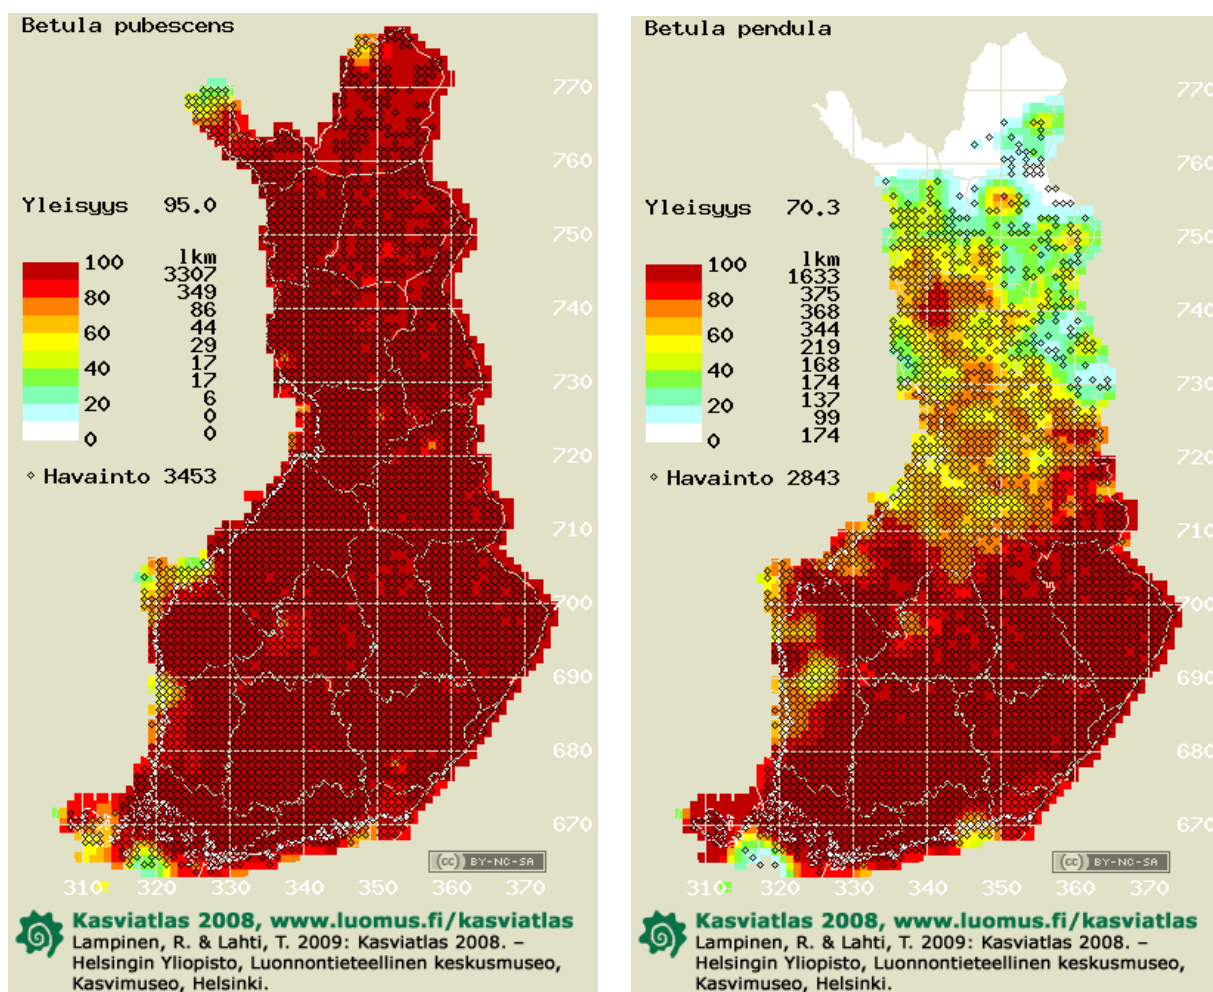 Betula pubescens
770
760
Yleisyys 95.0
750
lkm
100 3307
349
80 86
740
44
60 29
17
40 17
730
6
20 0
0 0
720
Havainto 3453
710
700
690
680
670
(cc) BY-NC-SA
310 320 330 340 350 360 370
Kasviatlas 2008, www.luomus.fi/kasviatlas
Lampinen, R. & Lahti, T. 2009: Kasviatlas 2008. –
Helsingin Yliopisto, Luonnontieteellinen keskusmuseo,
Kasvimuseo, Helsinki.
Betula pendula
770
760
Yleisyys 70.3
750
lkm
100 1633
375
80 368
740
344
60 219
168
40 174
730
137
20 99
0 174
720
Havainto 2843
710
700
690
680
670
(cc) BY-NC-SA
310 320 330 340 350 360 370
Kasviatlas 2008, www.luomus.fi/kasviatlas
Lampinen, R. & Lahti, T. 2009: Kasviatlas 2008. –
Helsingin Yliopisto, Luonnontieteellinen keskusmuseo,
Kasvimuseo, Helsinki.